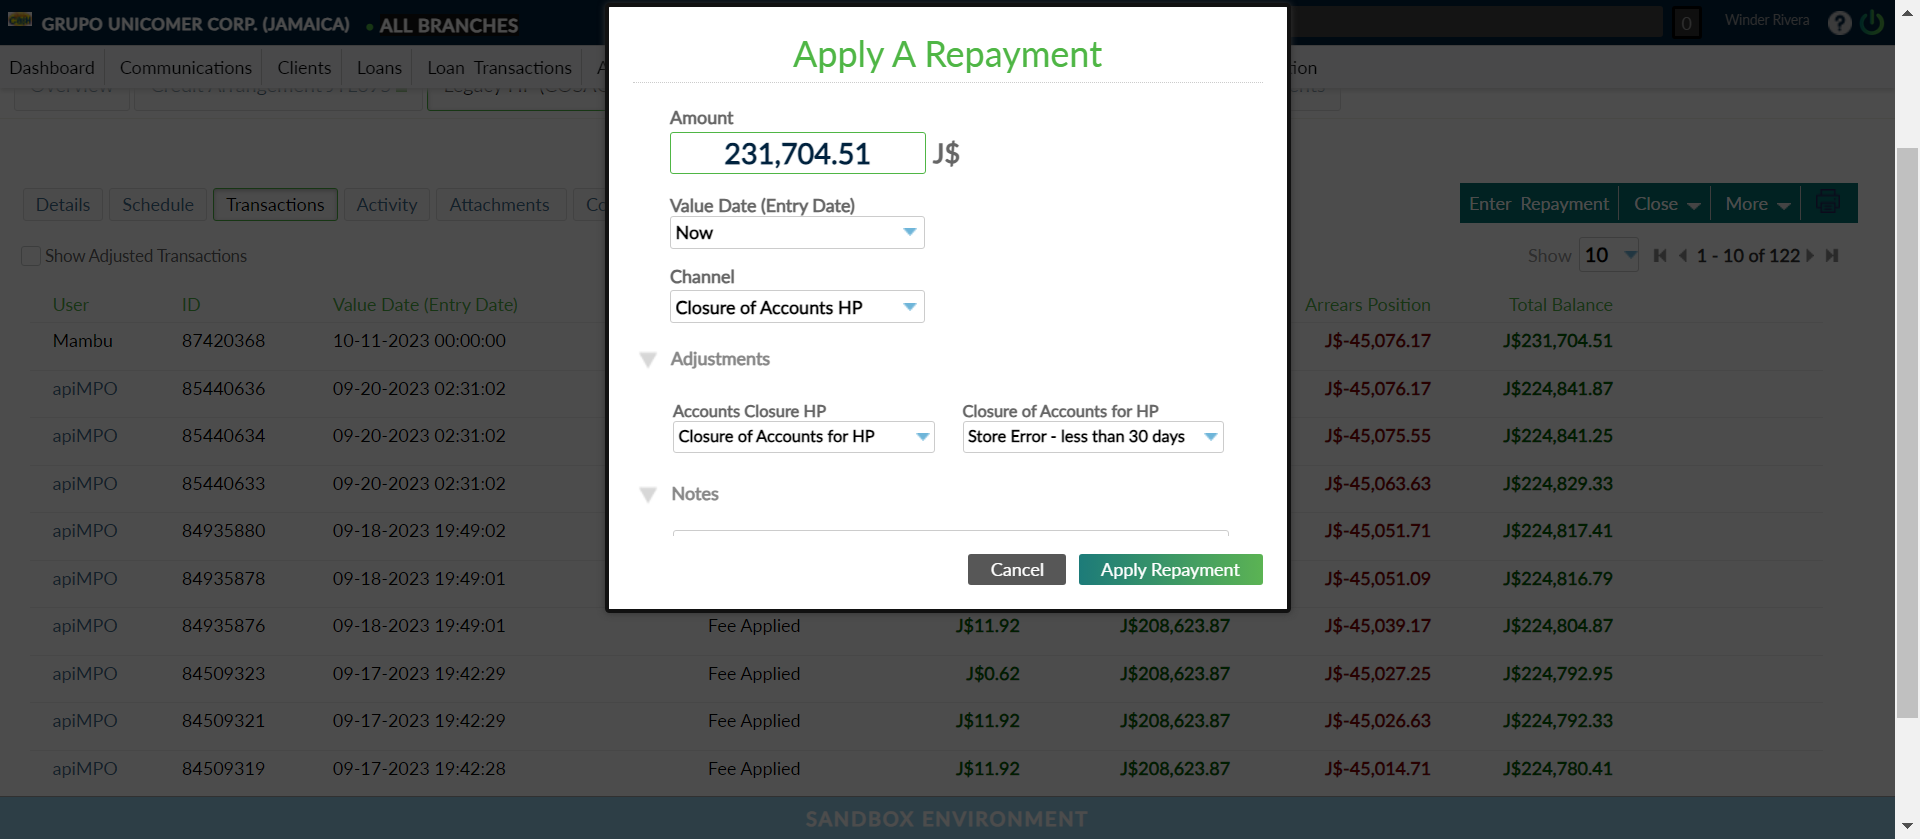 GRUPO UNICOMER CORP. (JAMAICA) • ALL BRANCHES
0 Winder Rivera ?
Dashboard Communications Clients Loans Loan Transactions
Apply A Repayment
Amount
231,704.51 J$
Value Date (Entry Date)
Now
Channel
Closure of Accounts HP
Adjustments
Accounts Closure HP Closure of Accounts for HP
Closure of Accounts for HP Store Error - less than 30 days
Notes
Cancel Apply Repayment
Details Schedule Transactions Activity Attachments
Enter Repayment Close More
Show Adjusted Transactions
Show 10 1 - 10 of 122
User ID Value Date (Entry Date) Arrears Position Total Balance
Mambu 87420368 10-11-2023 00:00:00 J$-45,076.17 J$231,704.51
apiMPO 85440636 09-20-2023 02:31:02 J$-45,076.17 J$224,841.87
apiMPO 85440634 09-20-2023 02:31:02 J$-45,075.55 J$224,841.25
apiMPO 85440633 09-20-2023 02:31:02 J$-45,063.63 J$224,829.33
apiMPO 84935880 09-18-2023 19:49:02 J$-45,051.71 J$224,817.41
apiMPO 84935878 09-18-2023 19:49:01 J$-45,051.09 J$224,816.79
apiMPO 84935876 09-18-2023 19:49:01 Fee Applied J$11.92 J$208,623.87 J$-45,039.17 J$224,804.87
apiMPO 84509323 09-17-2023 19:42:29 Fee Applied J$0.62 J$208,623.87 J$-45,027.25 J$224,792.95
apiMPO 84509321 09-17-2023 19:42:29 Fee Applied J$11.92 J$208,623.87 J$-45,026.63 J$224,792.33
apiMPO 84509319 09-17-2023 19:42:28 Fee Applied J$11.92 J$208,623.87 J$-45,014.71 J$224,780.41
SANDBOX ENVIRONMENT